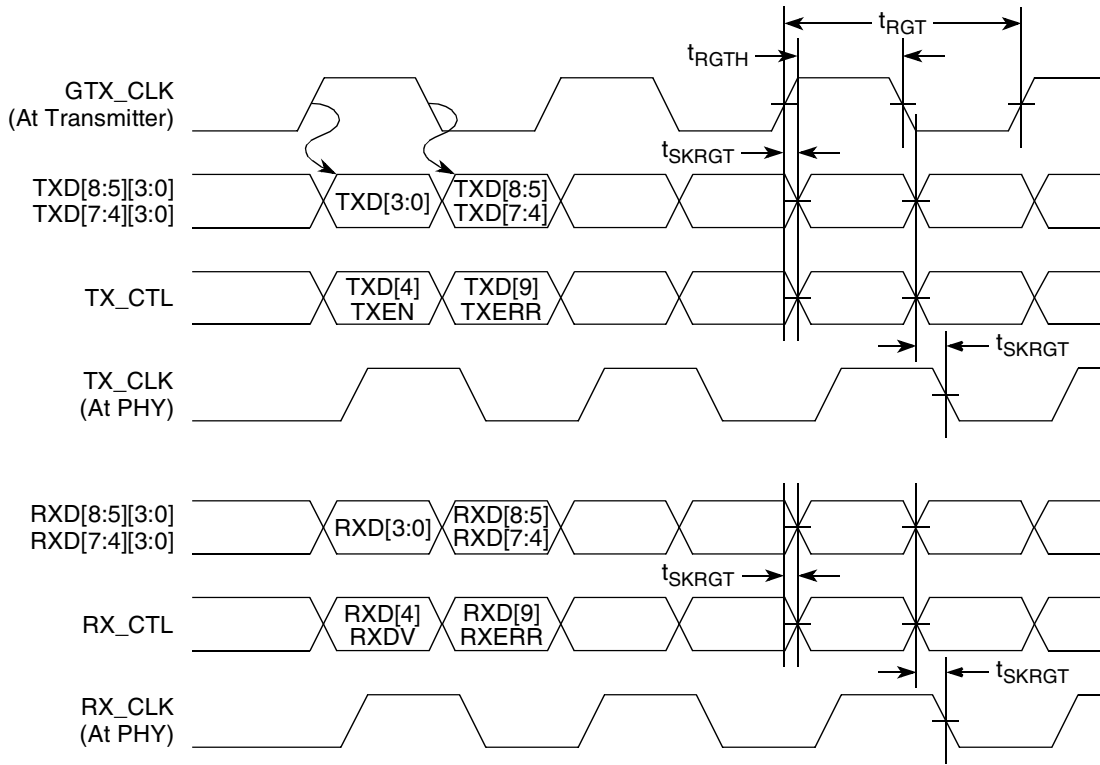 tRGT
tRGTH
GTX_CLK
(At Transmitter)
tSKRGT
TXD[8:5][3:0]
TXD[7:4][3:0]
TXD[3:0]
TXD[8:5]
TXD[7:4]
TX_CTL
TXD[4]
TXEN
TXD[9]
TXERR
tSKRGT
TX_CLK
(At PHY)
RXD[8:5][3:0]
RXD[7:4][3:0]
RXD[3:0]
RXD[8:5]
RXD[7:4]
tSKRGT
RX_CTL
RXD[4]
RXDV
RXD[9]
RXERR
tSKRGT
RX_CLK
(At PHY)